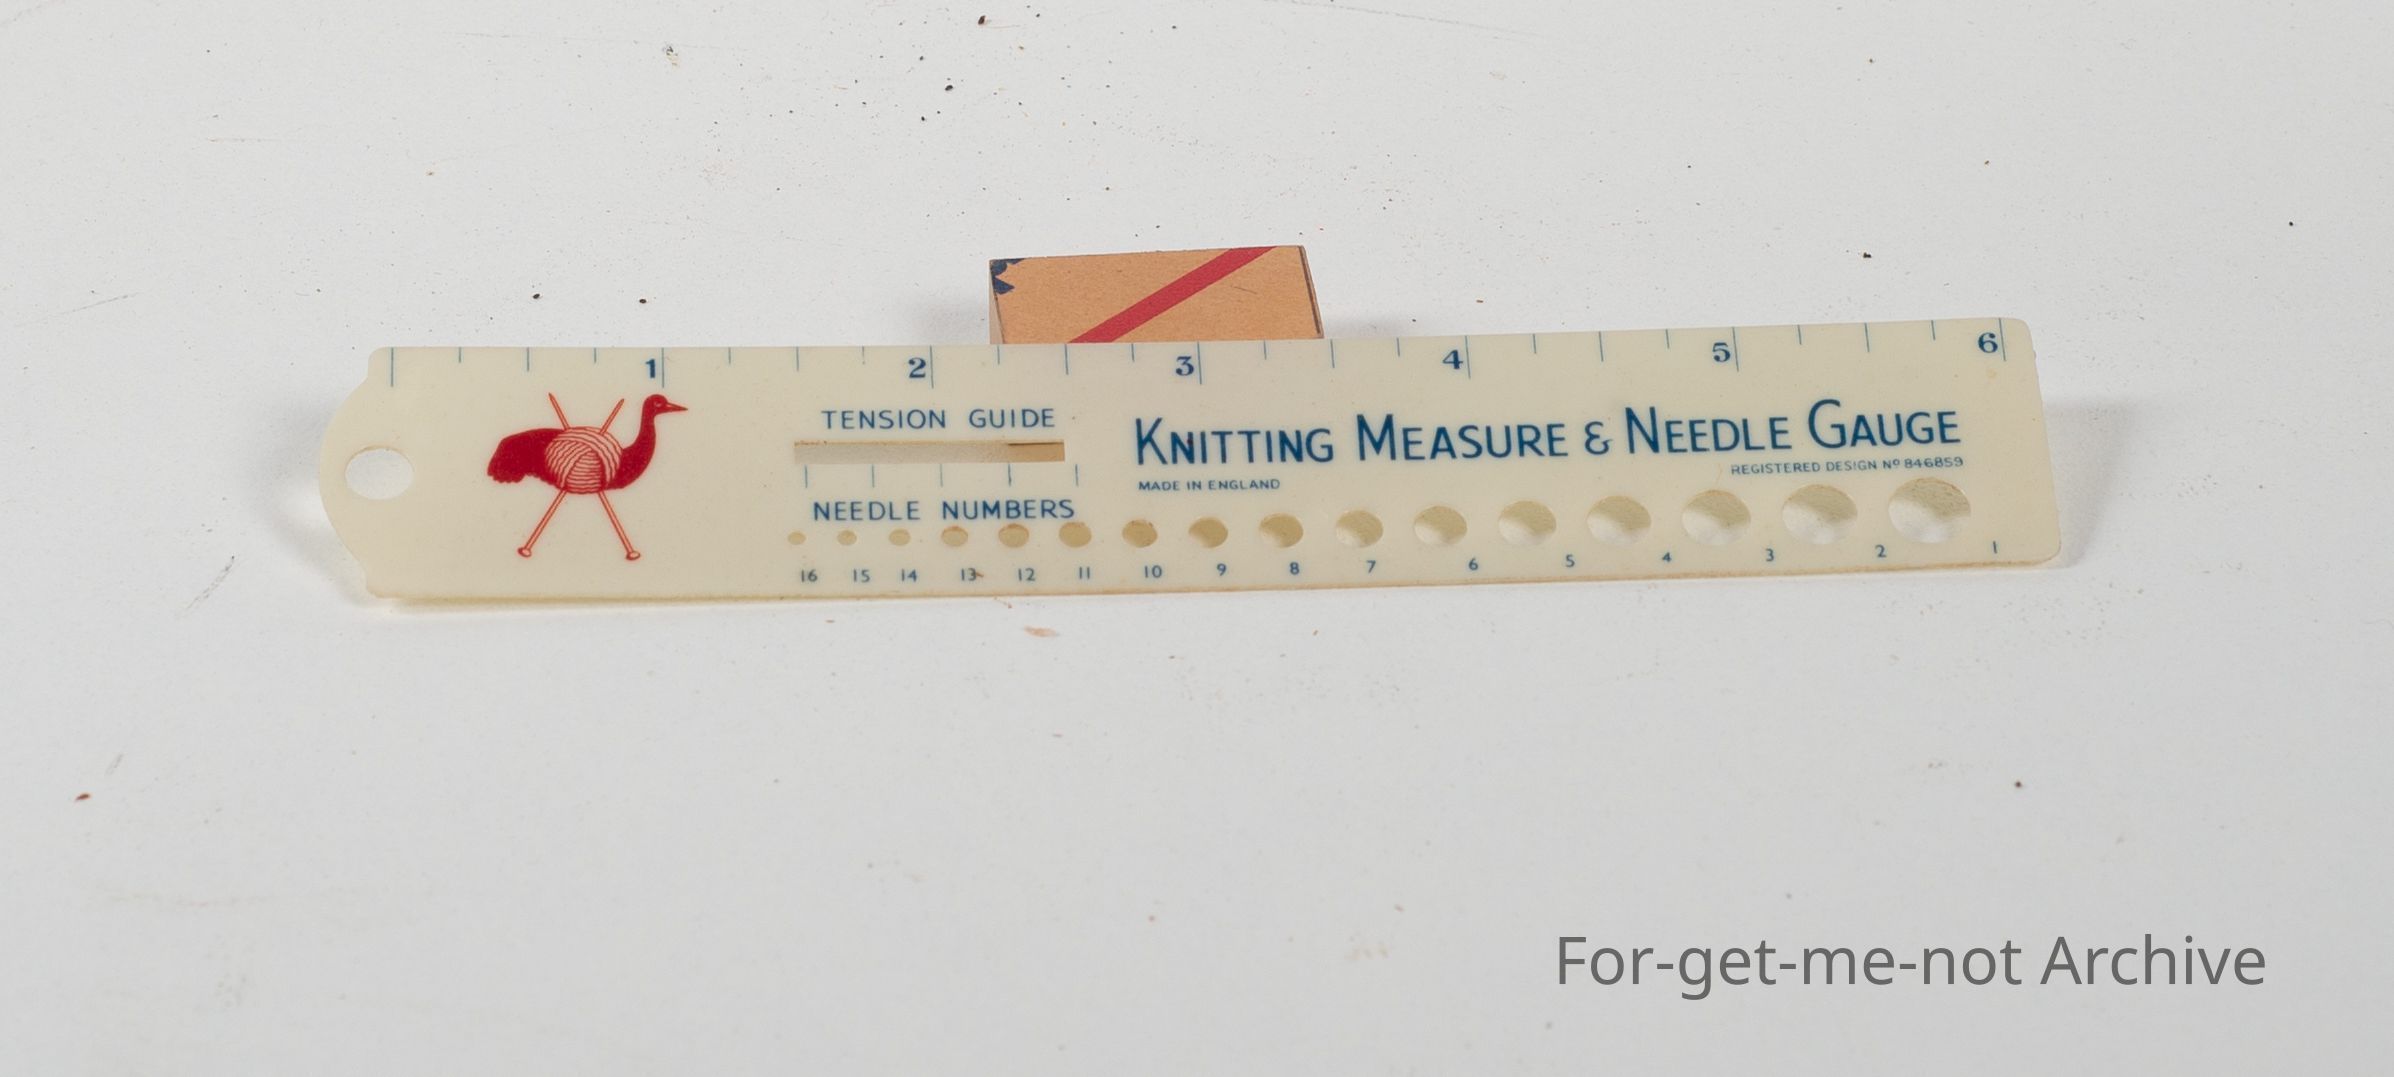 1 2 3 4 5 6
TENSION GUIDE
KNITTING MEASURE & NEEDLE GAUGE
REGISTERED DESIGN Nº 846859
MADE IN ENGLAND
NEEDLE NUMBERS
16 15 14 13 12 11 10 9 8 7 6 5 4 3 2 1
For-get-me-not Archive